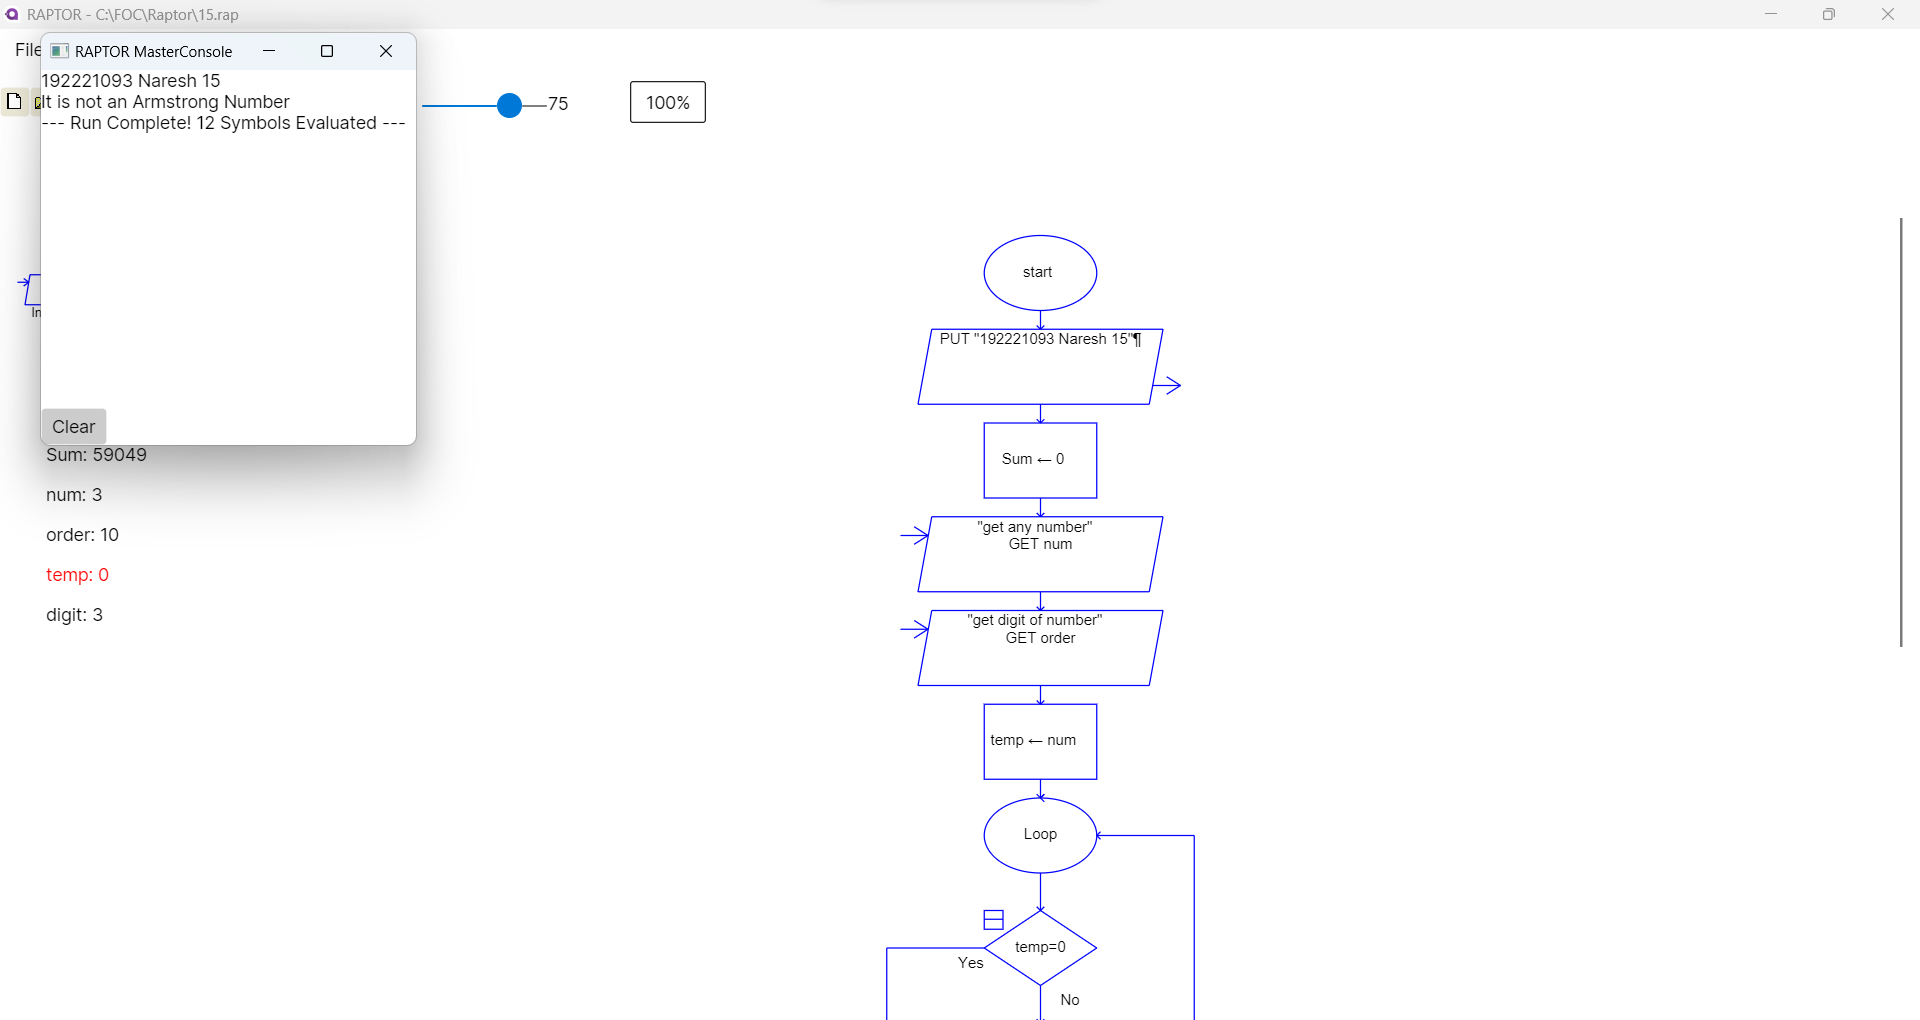 RAPTOR - C:\FOC\Raptor\15.rap
File
RAPTOR MasterConsole
192221093 Naresh 15
It is not an Armstrong Number
--- Run Complete! 12 Symbols Evaluated ---
Clear
75
100%
In
Sum: 59049
num: 3
order: 10
temp: 0
digit: 3
start
PUT "192221093 Naresh 15"¶
Sum ← 0
"get any number"
GET num
"get digit of number"
GET order
temp ← num
Loop
temp=0
Yes
No